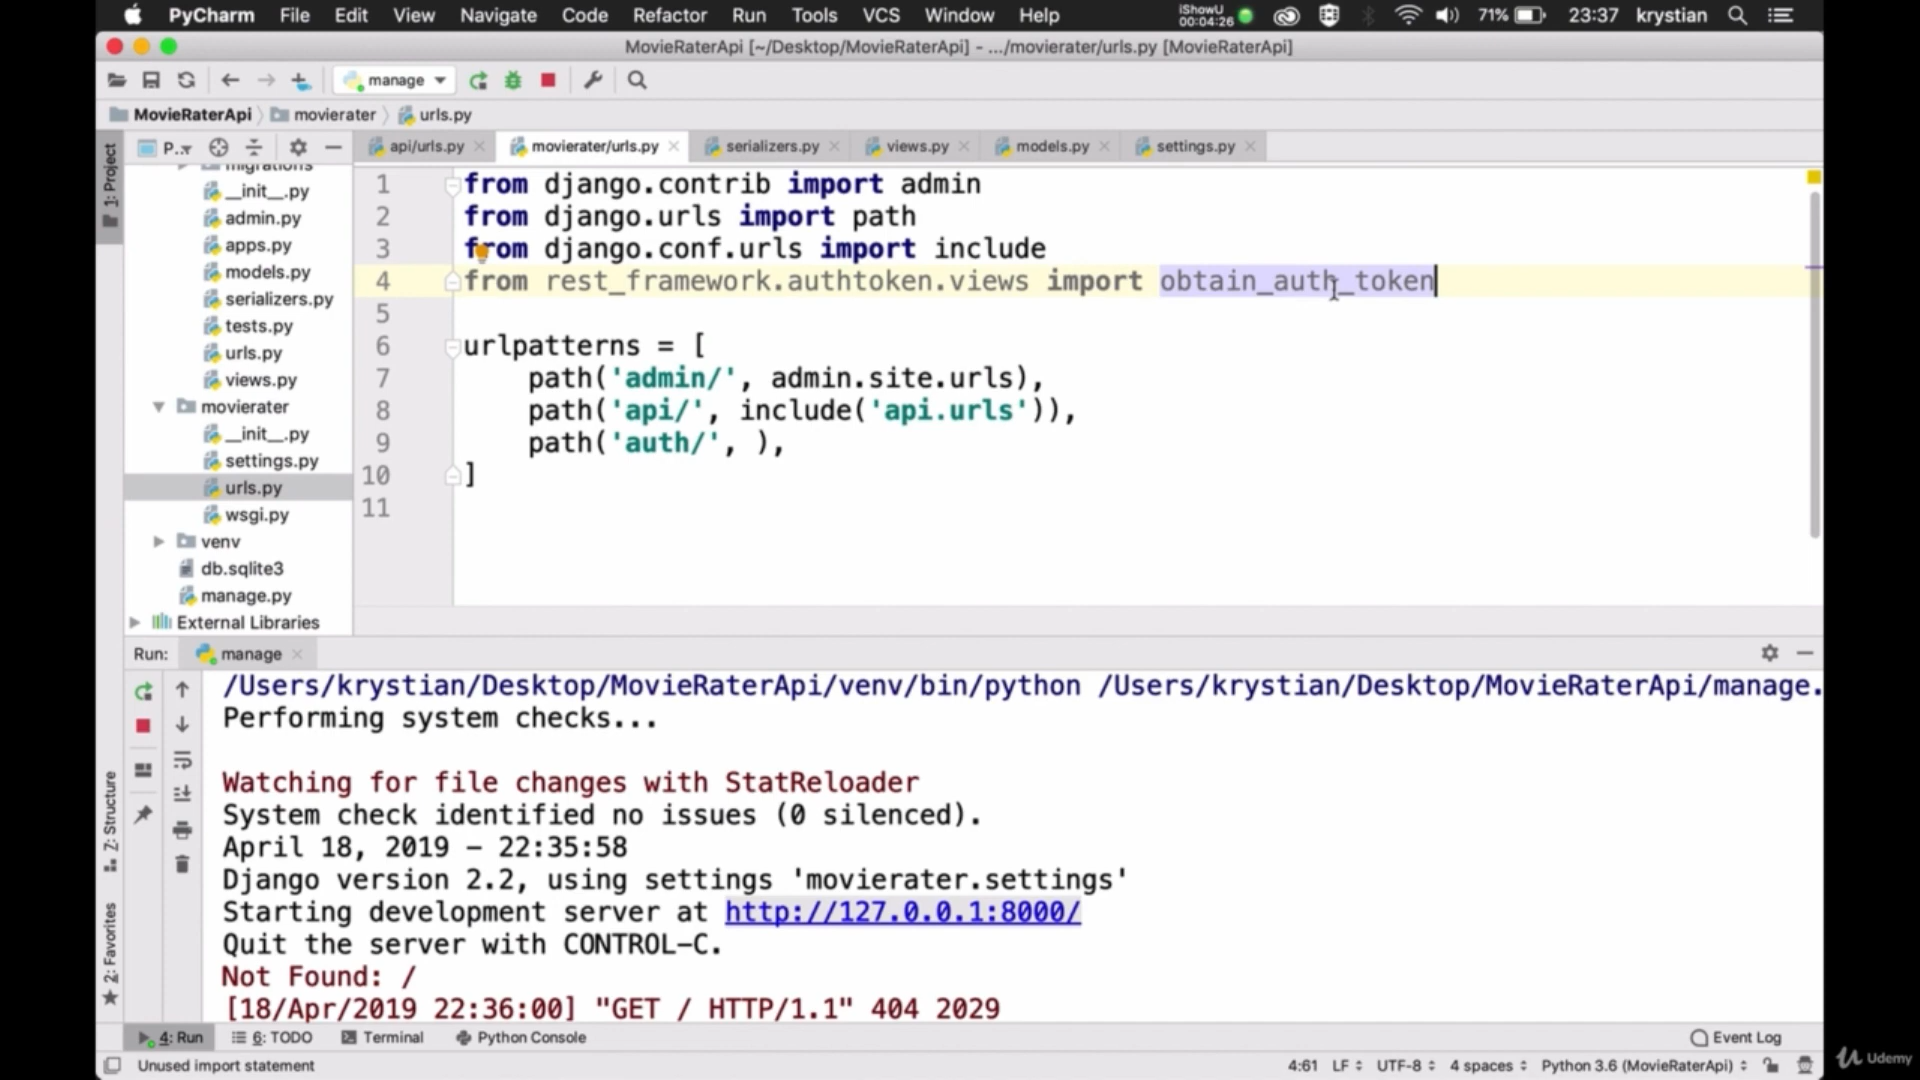 PyCharm File Edit View Navigate Code Refactor Run Tools VCS Window Help iShowU 00:04:26 71% 23:37 krystian
MovieRaterApi [~/Desktop/MovieRaterApi] - .../movierater/urls.py [MovieRaterApi]
manage
MovieRaterApi movierater urls.py
P.. api/urls.py movierater/urls.py serializers.py views.py models.py settings.py
1: Project
migrations
__init__.py
admin.py
apps.py
models.py
serializers.py
tests.py
urls.py
views.py
movierater
__init__.py
settings.py
urls.py
wsgi.py
venv
db.sqlite3
manage.py
External Libraries
1 from django.contrib import admin
2 from django.urls import path
3 from django.conf.urls import include
4 from rest_framework.authtoken.views import obtain_auth_token
5
6 urlpatterns = [
7 path('admin/', admin.site.urls),
8 path('api/', include('api.urls')),
9 path('auth/', ),
10 ]
11
Run: manage
/Users/krystian/Desktop/MovieRaterApi/venv/bin/python /Users/krystian/Desktop/MovieRaterApi/manage.
Performing system checks...
Watching for file changes with StatReloader
System check identified no issues (0 silenced).
April 18, 2019 - 22:35:58
Django version 2.2, using settings 'movierater.settings'
Starting development server at http://127.0.0.1:8000/
Quit the server with CONTROL-C.
Not Found: /
[18/Apr/2019 22:36:00] "GET / HTTP/1.1" 404 2029
Z: Structure
2: Favorites
4: Run 6: TODO Terminal Python Console Event Log
Unused import statement 4:61 LF UTF-8 4 spaces Python 3.6 (MovieRaterApi)
Udemy